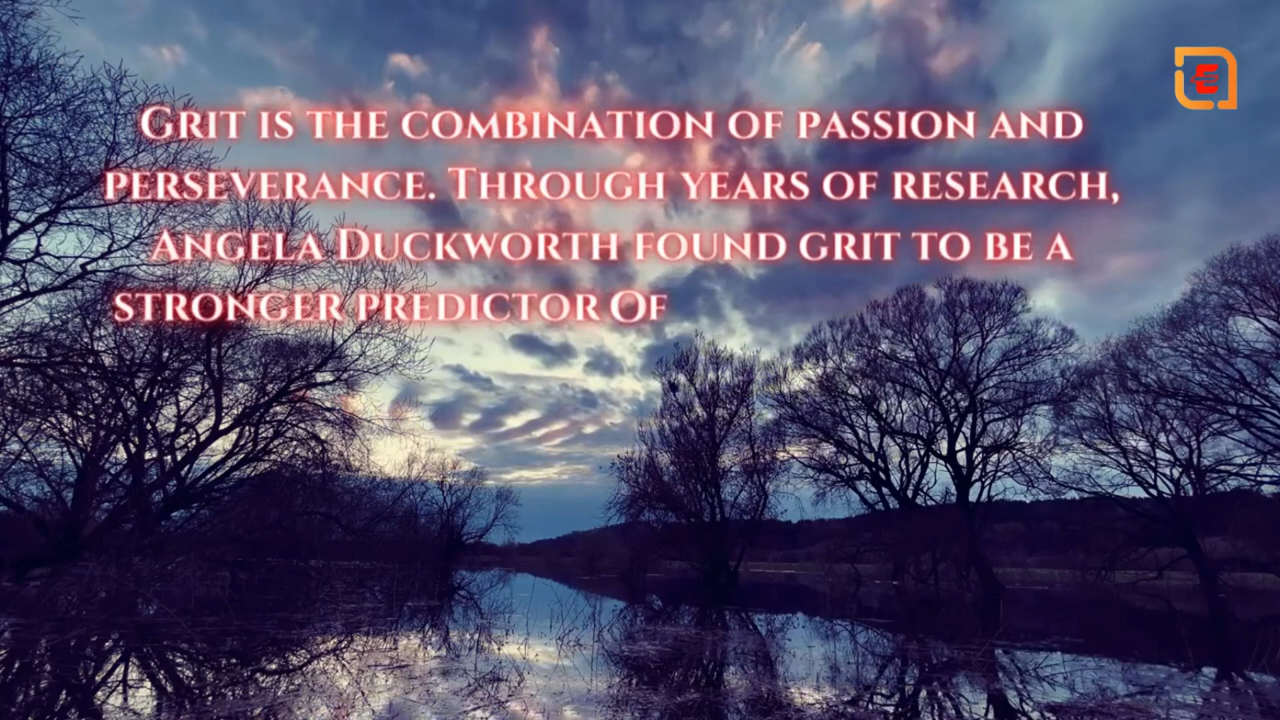 Grit is the combination of passion and
perseverance. Through years of research,
Angela Duckworth found grit to be a
stronger predictor Of
E